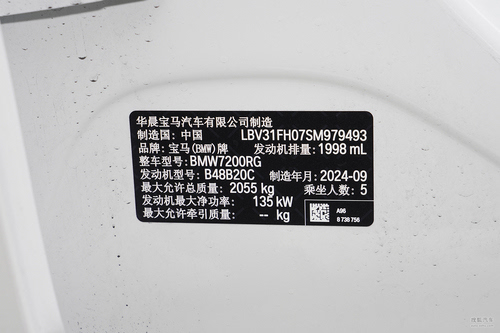 华晨宝马汽车有限公司制造
制造国：中国 LBV31FH07SM979493
品牌：宝马(BMW)牌 发动机排量：1998 mL
整车型号：BMW7200RG
发动机型号：B48B20C 制造年月：2024-09
最大允许总质量：2055 kg 乘坐人数：5
发动机最大净功率：135 kW
最大允许牵引质量：-- kg
A96
8 738 756